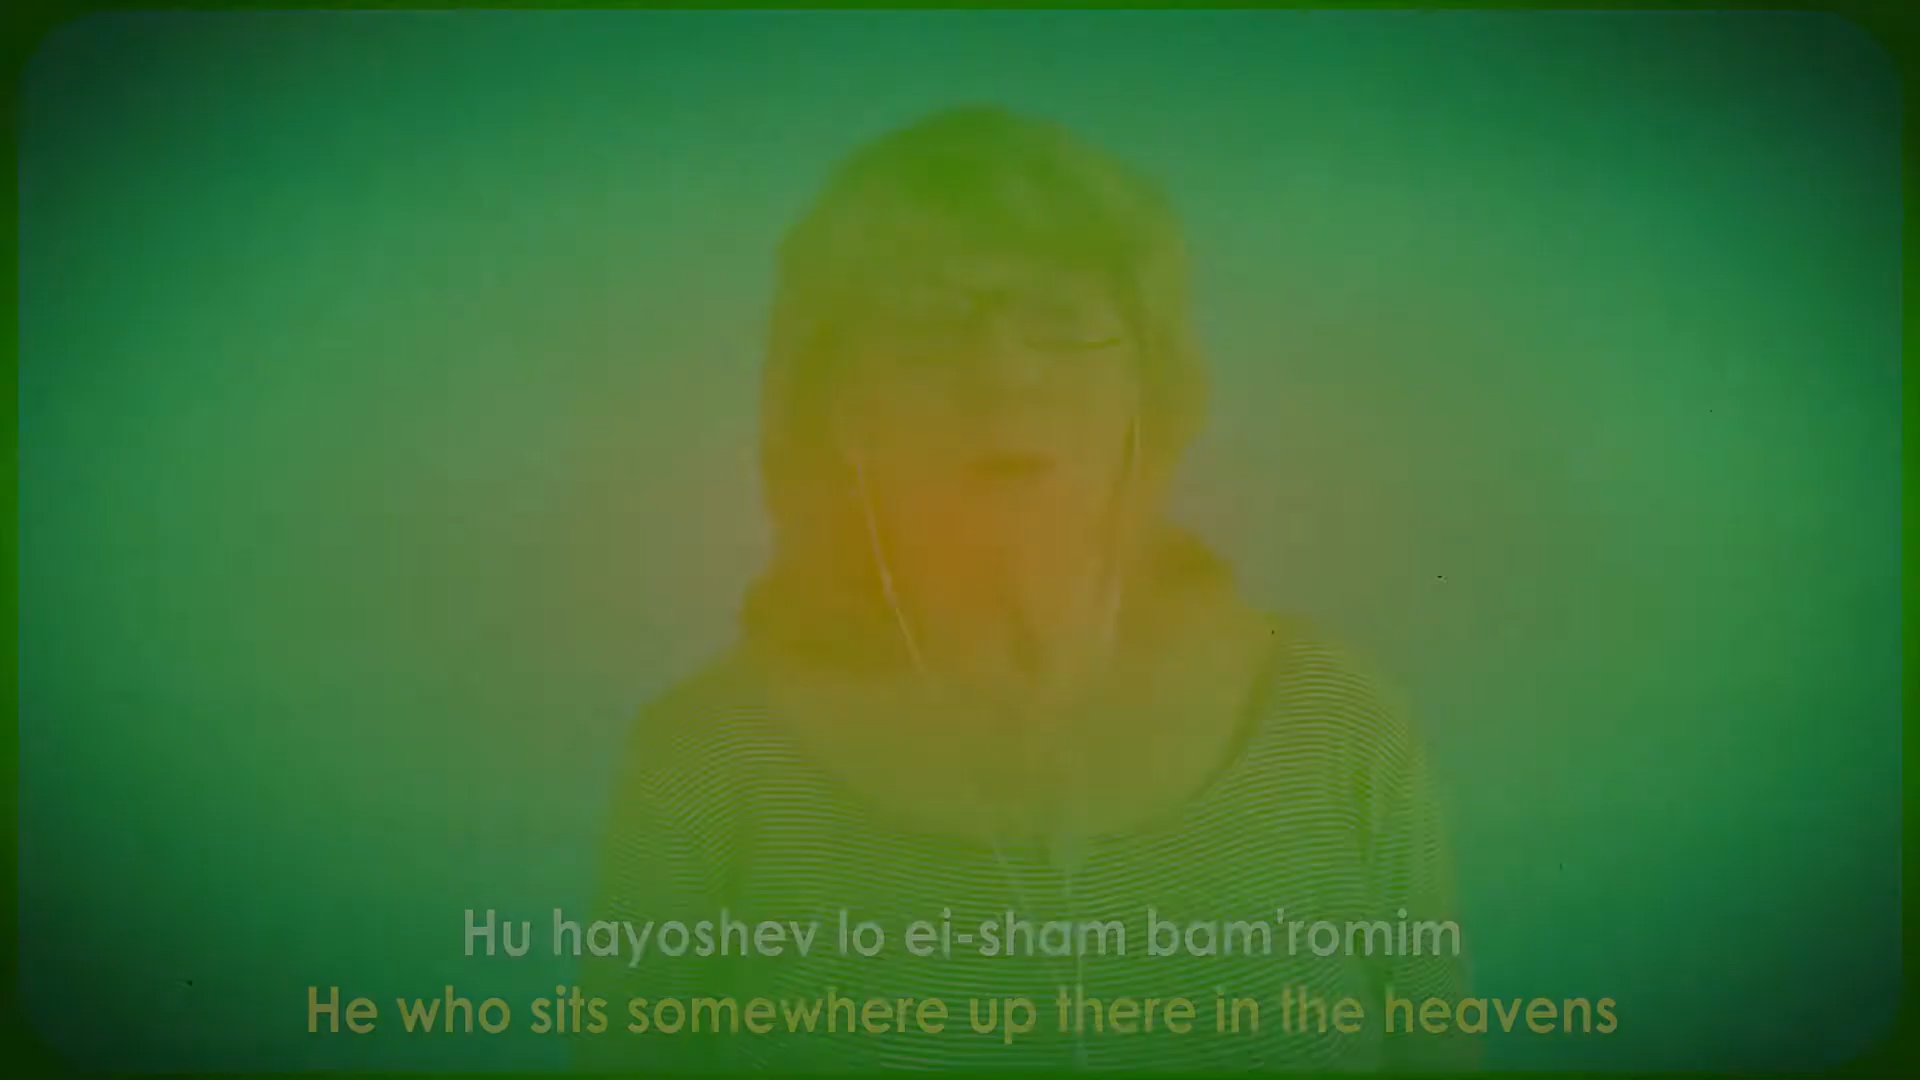 Hu hayoshev lo ei-sham bam'romim
He who sits somewhere up there in the heavens